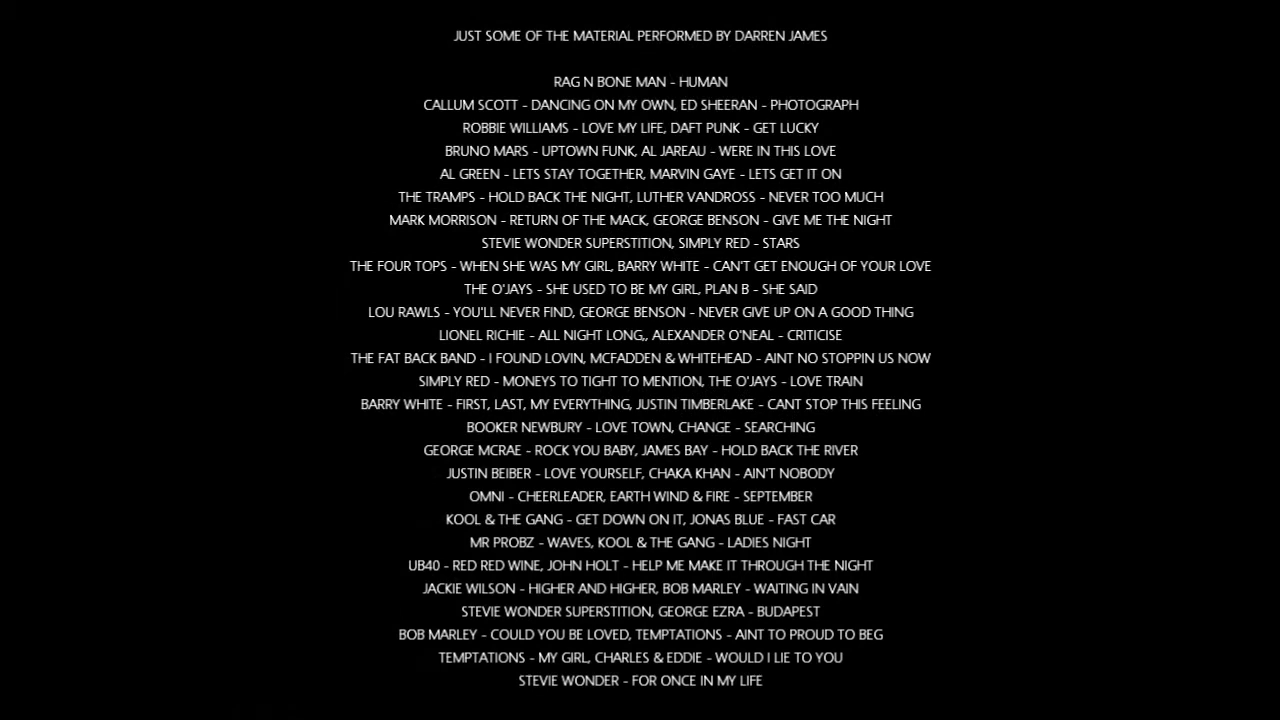 JUST SOME OF THE MATERIAL PERFORMED BY DARREN JAMES
RAG N BONE MAN - HUMAN
CALLUM SCOTT - DANCING ON MY OWN, ED SHEERAN - PHOTOGRAPH
ROBBIE WILLIAMS - LOVE MY LIFE, DAFT PUNK - GET LUCKY
BRUNO MARS - UPTOWN FUNK, AL JAREAU - WERE IN THIS LOVE
AL GREEN - LETS STAY TOGETHER, MARVIN GAYE - LETS GET IT ON
THE TRAMPS - HOLD BACK THE NIGHT, LUTHER VANDROSS - NEVER TOO MUCH
MARK MORRISON - RETURN OF THE MACK, GEORGE BENSON - GIVE ME THE NIGHT
STEVIE WONDER SUPERSTITION, SIMPLY RED - STARS
THE FOUR TOPS - WHEN SHE WAS MY GIRL, BARRY WHITE - CAN'T GET ENOUGH OF YOUR LOVE
THE O'JAYS - SHE USED TO BE MY GIRL, PLAN B - SHE SAID
LOU RAWLS - YOU'LL NEVER FIND, GEORGE BENSON - NEVER GIVE UP ON A GOOD THING
LIONEL RICHIE - ALL NIGHT LONG,, ALEXANDER O'NEAL - CRITICISE
THE FAT BACK BAND - I FOUND LOVIN, MCFADDEN & WHITEHEAD - AINT NO STOPPIN US NOW
SIMPLY RED - MONEYS TO TIGHT TO MENTION, THE O'JAYS - LOVE TRAIN
BARRY WHITE - FIRST, LAST, MY EVERYTHING, JUSTIN TIMBERLAKE - CANT STOP THIS FEELING
BOOKER NEWBURY - LOVE TOWN, CHANGE - SEARCHING
GEORGE MCRAE - ROCK YOU BABY, JAMES BAY - HOLD BACK THE RIVER
JUSTIN BEIBER - LOVE YOURSELF, CHAKA KHAN - AIN'T NOBODY
OMNI - CHEERLEADER, EARTH WIND & FIRE - SEPTEMBER
KOOL & THE GANG - GET DOWN ON IT, JONAS BLUE - FAST CAR
MR PROBZ - WAVES, KOOL & THE GANG - LADIES NIGHT
UB40 - RED RED WINE, JOHN HOLT - HELP ME MAKE IT THROUGH THE NIGHT
JACKIE WILSON - HIGHER AND HIGHER, BOB MARLEY - WAITING IN VAIN
STEVIE WONDER SUPERSTITION, GEORGE EZRA - BUDAPEST
BOB MARLEY - COULD YOU BE LOVED, TEMPTATIONS - AINT TO PROUD TO BEG
TEMPTATIONS - MY GIRL, CHARLES & EDDIE - WOULD I LIE TO YOU
STEVIE WONDER - FOR ONCE IN MY LIFE